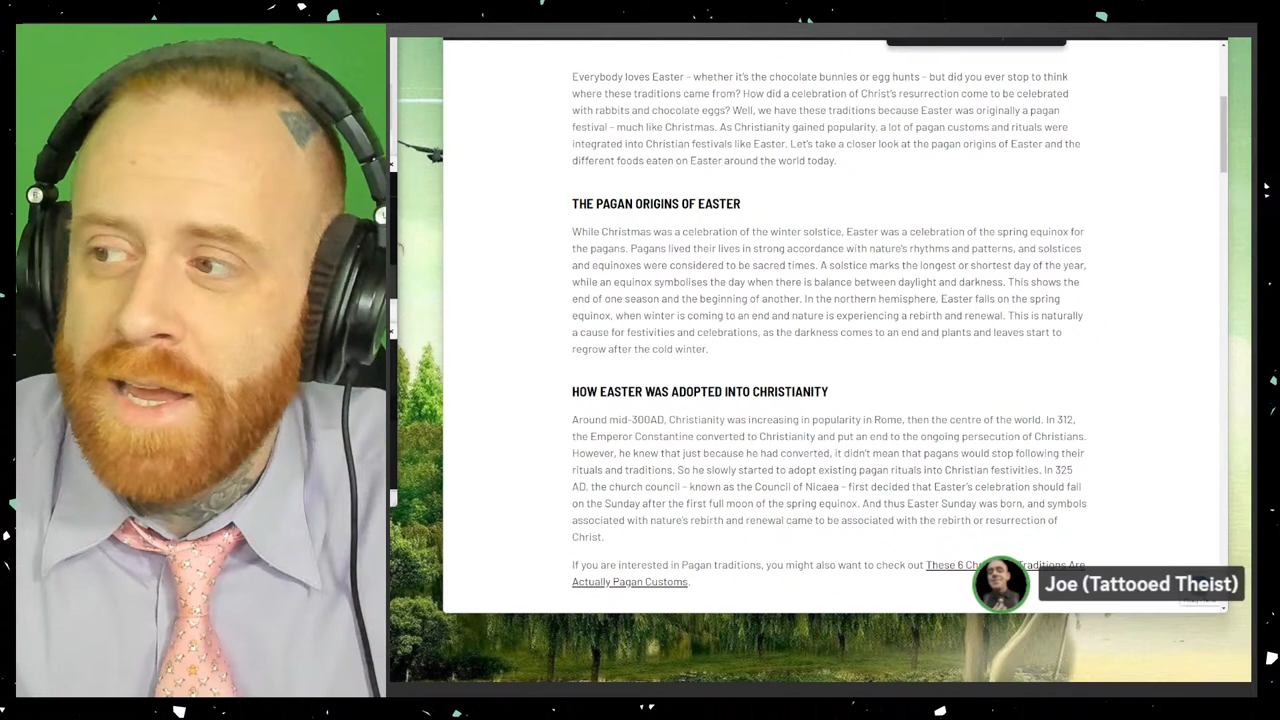 Everybody loves Easter – whether it's the chocolate bunnies or egg hunts – but did you ever stop to think
where these traditions came from? How did a celebration of Christ's resurrection come to be celebrated
with rabbits and chocolate eggs? Well, we have these traditions because Easter was originally a pagan
festival – much like Christmas. As Christianity gained popularity, a lot of pagan customs and rituals were
integrated into Christian festivals like Easter. Let's take a closer look at the pagan origins of Easter and the
different foods eaten on Easter around the world today.
THE PAGAN ORIGINS OF EASTER
While Christmas was a celebration of the winter solstice, Easter was a celebration of the spring equinox for
the pagans. Pagans lived their lives in strong accordance with nature's rhythms and patterns, and solstices
and equinoxes were considered to be sacred times. A solstice marks the longest or shortest day of the year,
while an equinox symbolises the day when there is balance between daylight and darkness. This shows the
end of one season and the beginning of another. In the northern hemisphere, Easter falls on the spring
equinox, when winter is coming to an end and nature is experiencing a rebirth and renewal. This is naturally
a cause for festivities and celebrations, as the darkness comes to an end and plants and leaves start to
regrow after the cold winter.
HOW EASTER WAS ADOPTED INTO CHRISTIANITY
Around mid-300AD, Christianity was increasing in popularity in Rome, then the centre of the world. In 312,
the Emperor Constantine converted to Christianity and put an end to the ongoing persecution of Christians.
However, he knew that just because he had converted, it didn't mean that pagans would stop following their
rituals and traditions. So he slowly started to adopt existing pagan rituals into Christian festivities. In 325
AD, the church council – known as the Council of Nicaea – first decided that Easter's celebration should fall
on the Sunday after the first full moon of the spring equinox. And thus Easter Sunday was born, and symbols
associated with nature's rebirth and renewal came to be associated with the rebirth or resurrection of
Christ.
If you are interested in Pagan traditions, you might also want to check out These 6 Traditions Are
Actually Pagan Customs.
Joe (Tattooed Theist)